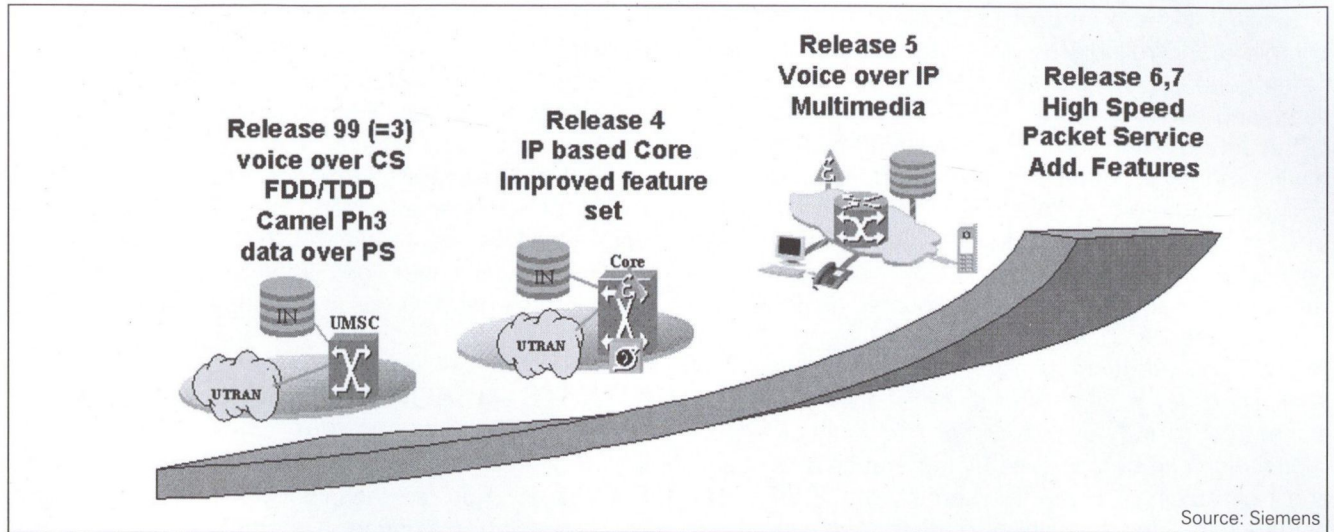 Release 99 (=3)
voice over CS
FDD/TDD
Camel Ph3
data over PS
IN
UMSC
UTRAN
Release 4
IP based Core
Improved feature
set
Core
IN
UTRAN
Release 5
Voice over IP
Multimedia
Release 6,7
High Speed
Packet Service
Add. Features
Source: Siemens